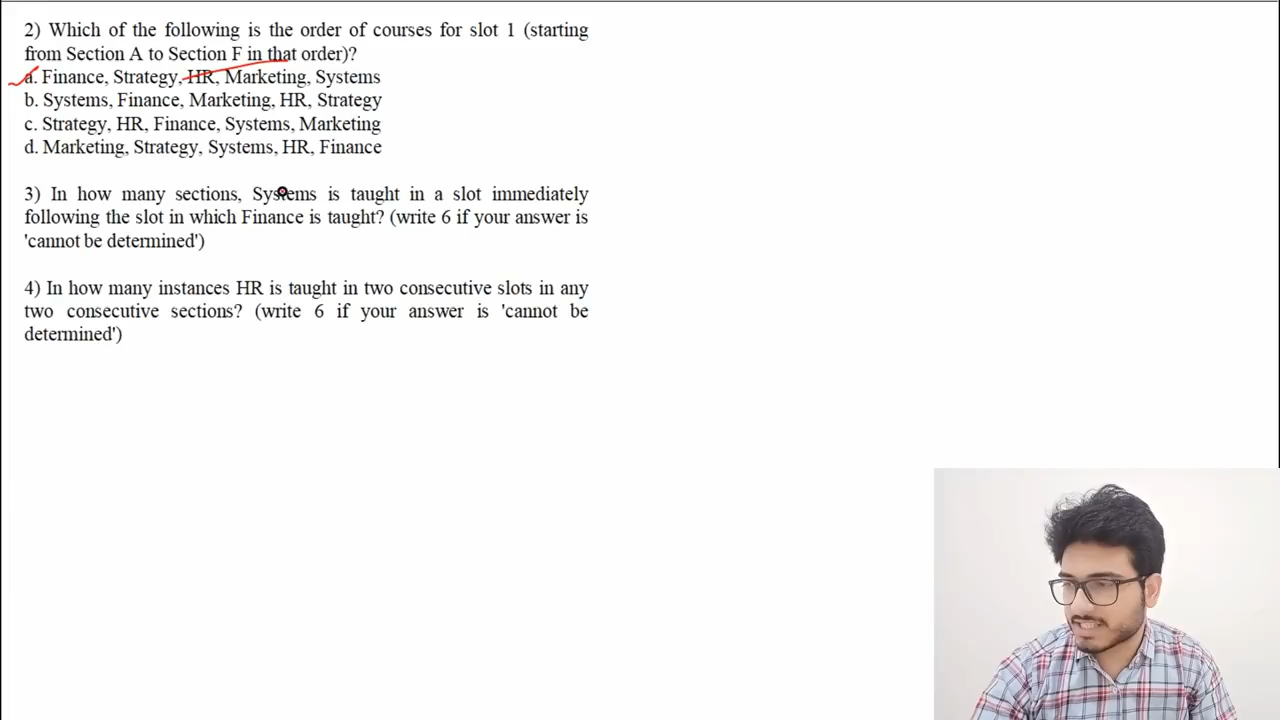 2) Which of the following is the order of courses for slot 1 (starting
from Section A to Section F in that order)?
a. Finance, Strategy, HR, Marketing, Systems
b. Systems, Finance, Marketing, HR, Strategy
c. Strategy, HR, Finance, Systems, Marketing
d. Marketing, Strategy, Systems, HR, Finance
3) In how many sections, Systems is taught in a slot immediately
following the slot in which Finance is taught? (write 6 if your answer is
'cannot be determined')
4) In how many instances HR is taught in two consecutive slots in any
two consecutive sections? (write 6 if your answer is 'cannot be
determined')